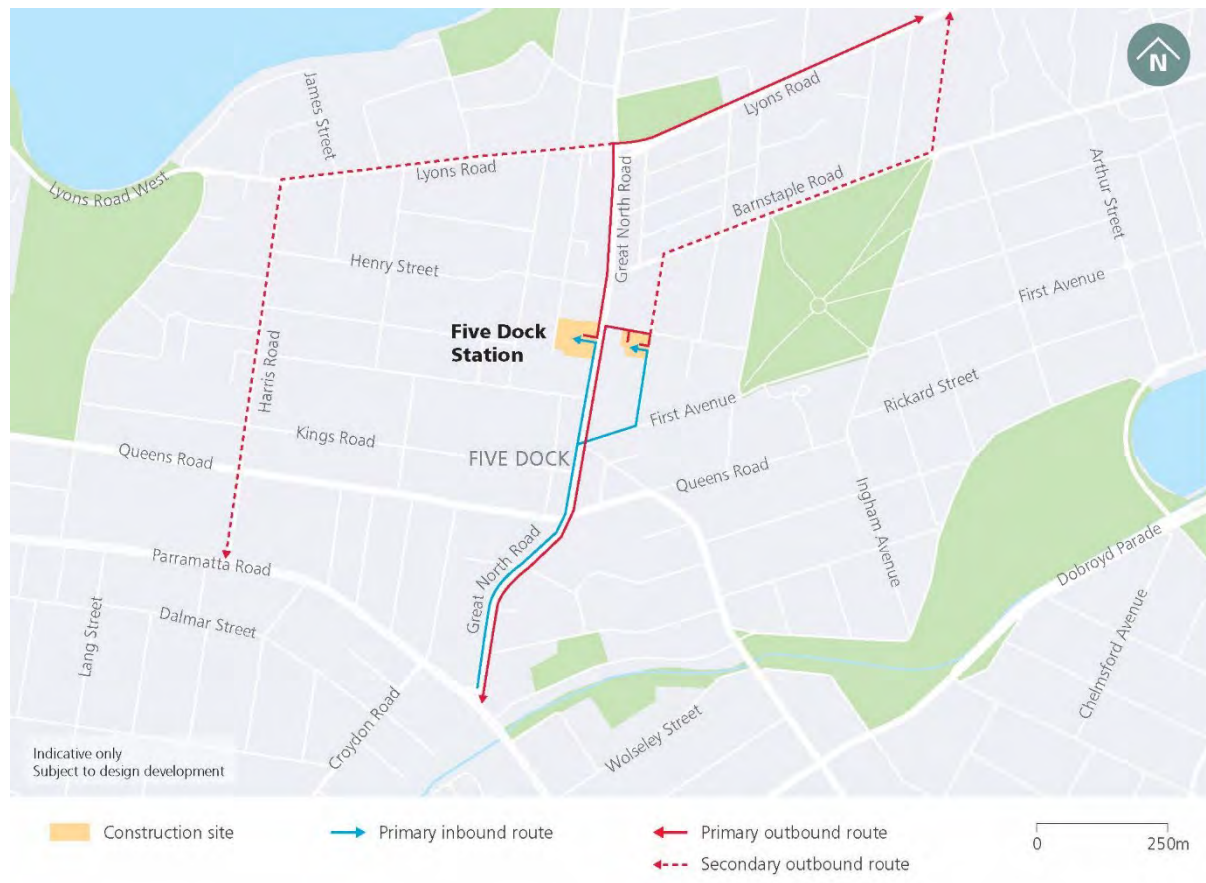 N
James Street
Lyons Road
Lyons Road West
Lyons Road
Great North Road
Barnstaple Road
Arthur Street
Henry Street
First Avenue
Five Dock
Station
Harris Road
Rickard Street
First Avenue
Kings Road
FIVE DOCK
Queens Road
Queens Road
Ingham Avenue
Great North Road
Parramatta Road
Dobroyd Parade
Dalmar Street
Lang Street
Chelmsford Avenue
Croydon Road
Wolseley Street
Indicative only
Subject to design development
Construction site
Primary inbound route
Primary outbound route
Secondary outbound route
0 250m